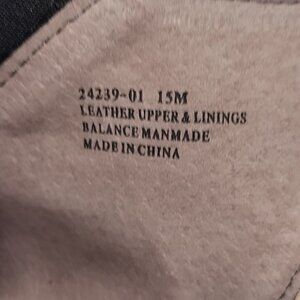 24239-01 15M
LEATHER UPPER & LININGS
BALANCE MANMADE
MADE IN CHINA